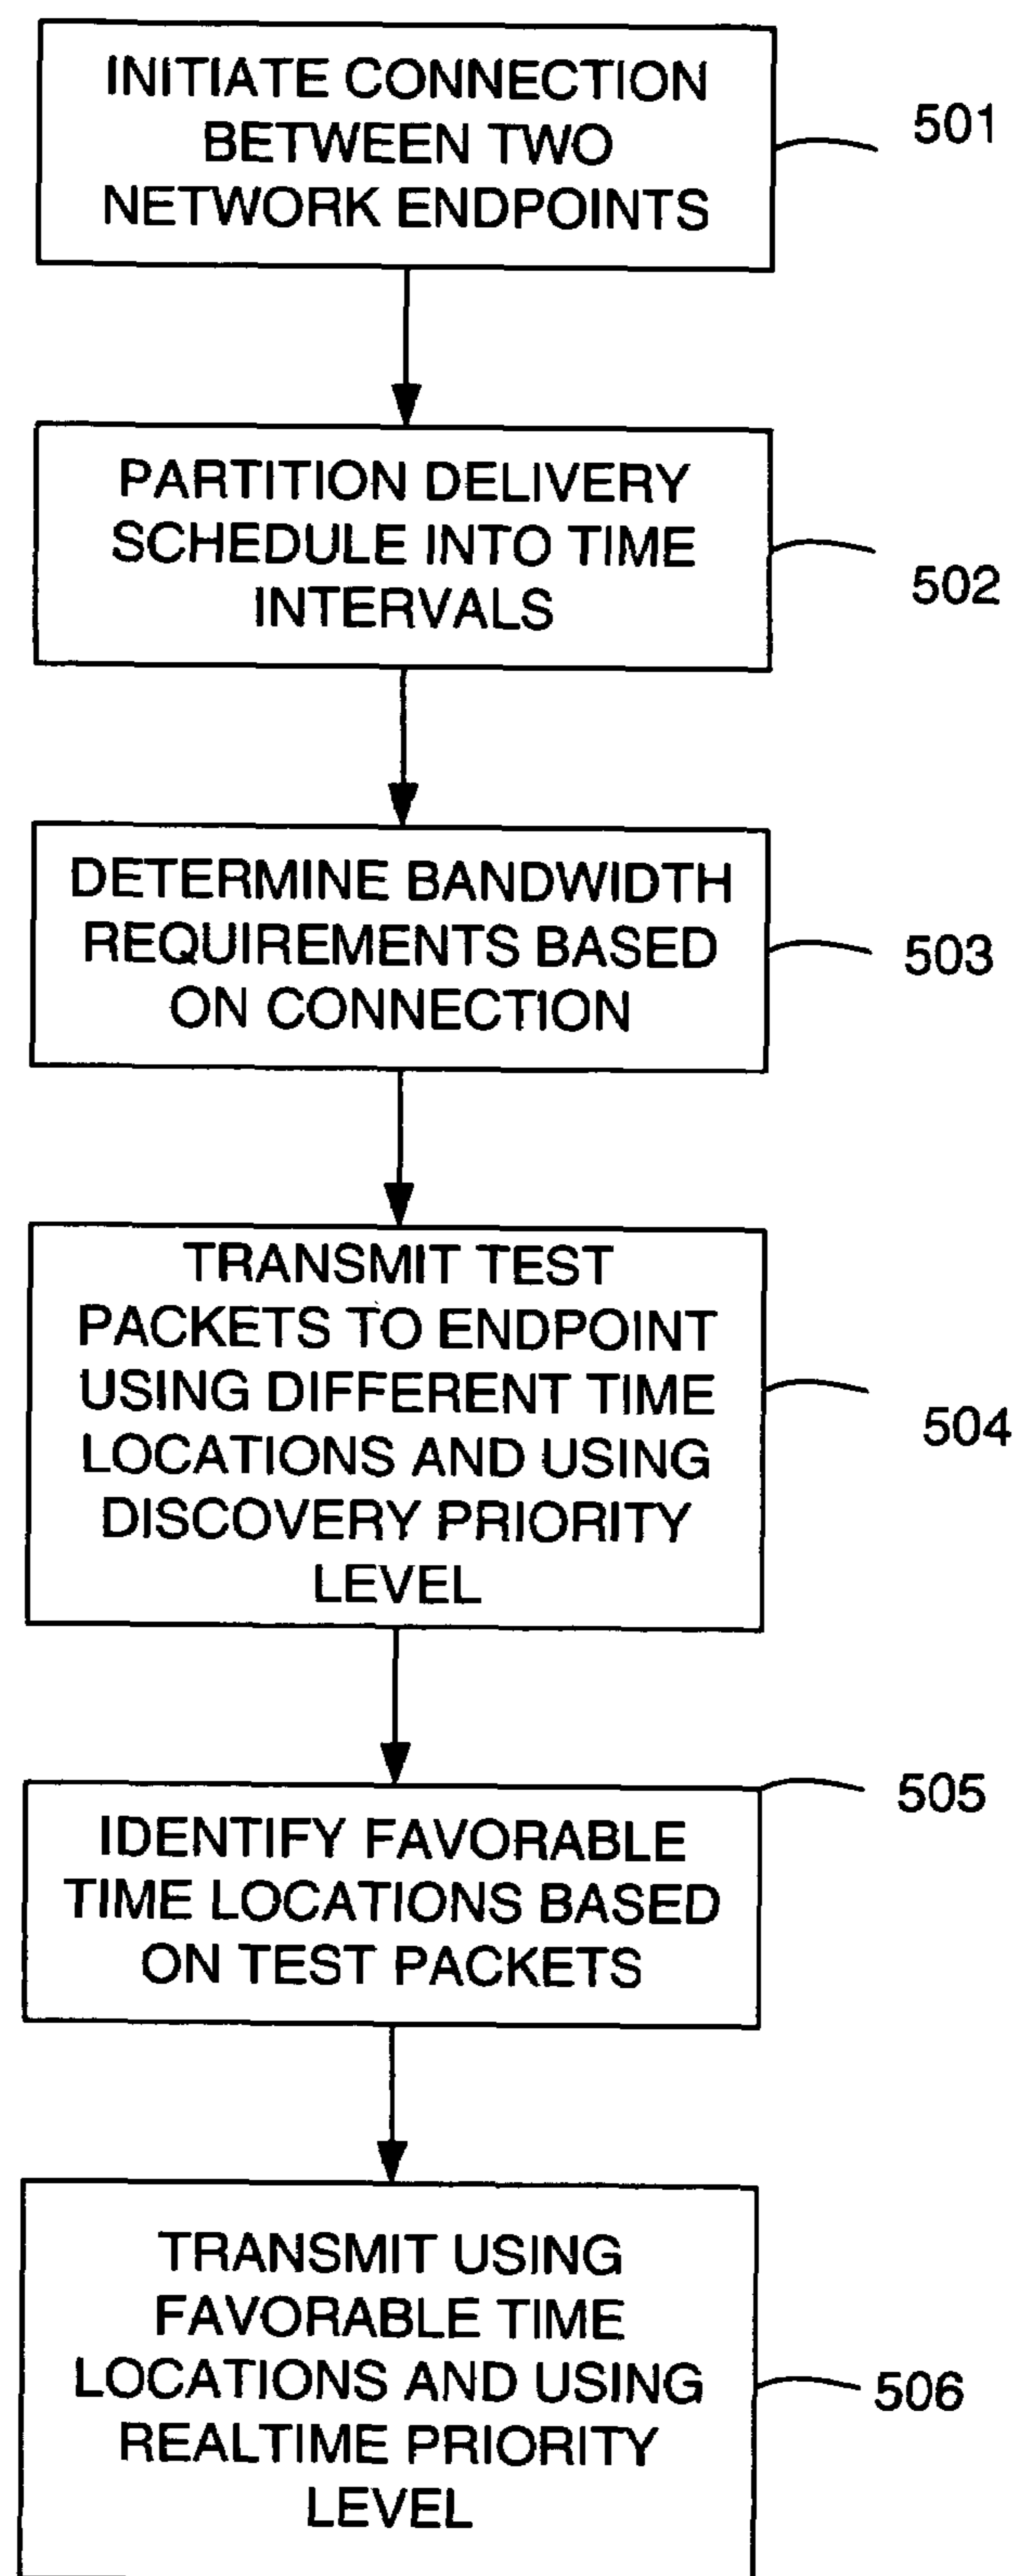 INITIATE CONNECTION
BETWEEN TWO
NETWORK ENDPOINTS
501
PARTITION DELIVERY
SCHEDULE INTO TIME
INTERVALS
502
DETERMINE BANDWIDTH
REQUIREMENTS BASED
ON CONNECTION
503
TRANSMIT TEST
PACKETS TO ENDPOINT
USING DIFFERENT TIME
LOCATIONS AND USING
DISCOVERY PRIORITY
LEVEL
504
505
IDENTIFY FAVORABLE
TIME LOCATIONS BASED
ON TEST PACKETS
TRANSMIT USING
FAVORABLE TIME
LOCATIONS AND USING
REALTIME PRIORITY
LEVEL
506